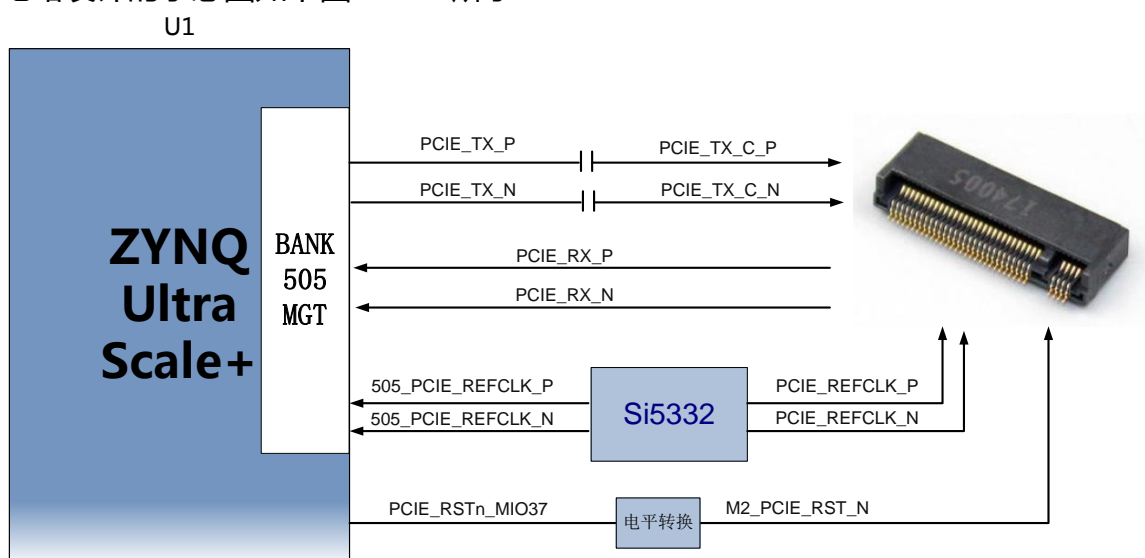 U1
ZYNQ
Ultra
Scale+
BANK
505
MGT
PCIE_TX_P
PCIE_TX_C_P
PCIE_TX_N
PCIE_TX_C_N
PCIE_RX_P
PCIE_RX_N
505_PCIE_REFCLK_P
505_PCIE_REFCLK_N
Si5332
PCIE_REFCLK_P
PCIE_REFCLK_N
PCIE_RSTn_MIO37
电平转换
M2_PCIE_RST_N
174005